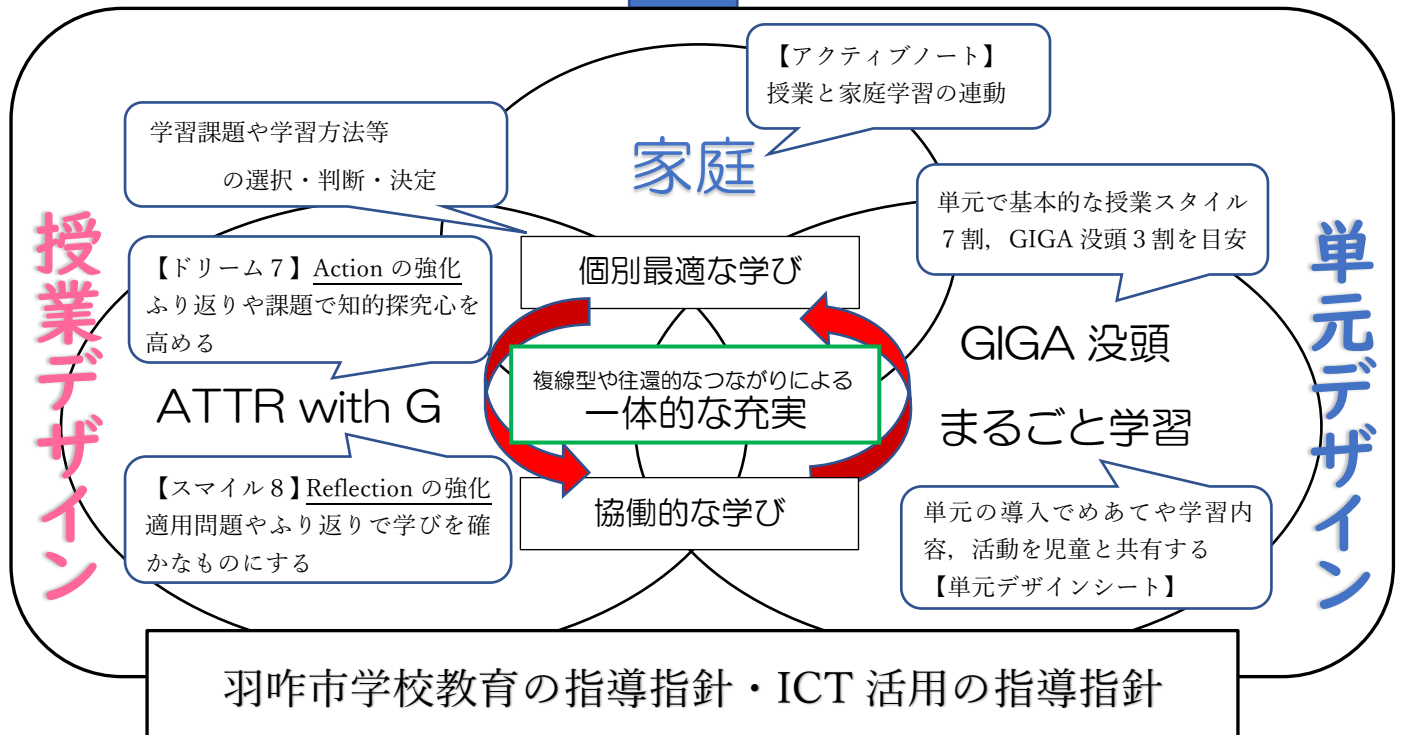 【アクティブノート】
授業と家庭学習の連動
学習課題や学習方法等
の選択・判断・決定
家庭
単元で基本的な授業スタイル
７割，GIGA 没頭３割を目安
授業デザイン
単元デザイン
【ドリーム７】Action の強化
ふり返りや課題で知的探究心を
高める
個別最適な学び
GIGA 没頭
複線型や往還的なつながりによる
一体的な充実
ATTR with G
まるごと学習
【スマイル８】Reflection の強化
適用問題やふり返りで学びを確
かなものにする
協働的な学び
単元の導入でめあてや学習内
容，活動を児童と共有する
【単元デザインシート】
羽咋市学校教育の指導指針・ICT 活用の指導指針